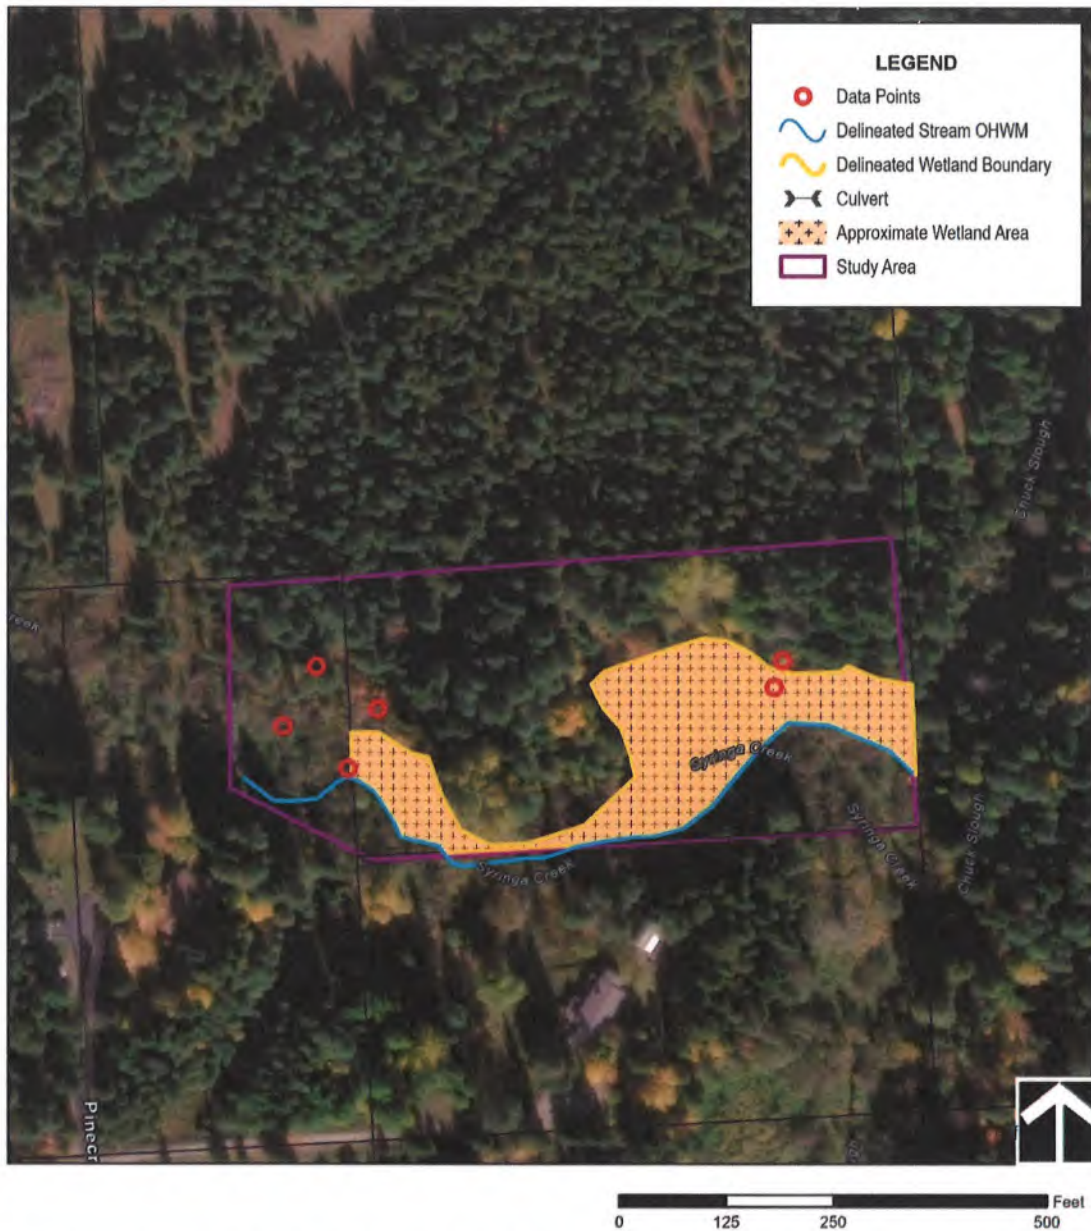 LEGEND
Data Points
Delineated Stream OHWM
Delineated Wetland Boundary
Culvert
Approximate Wetland Area
Study Area
Chuck Slough
reek
Syringa Creek
Syringa Creek
Syringa Creek
Chuck Slough
Pinecr
Feet
0 125 250 500